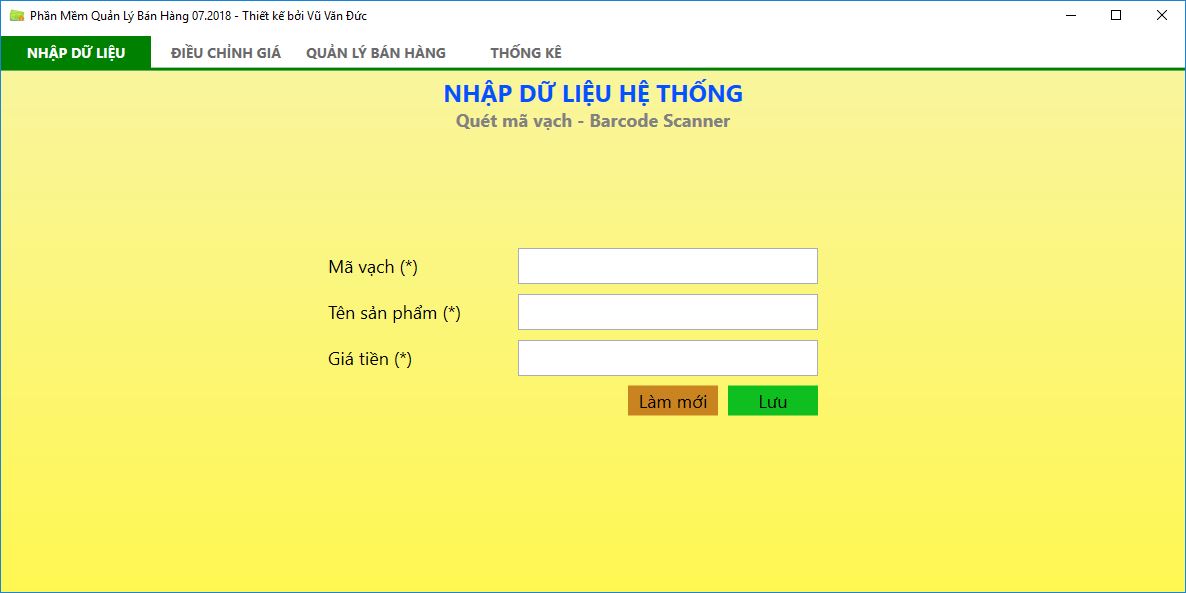 Phần Mềm Quản Lý Bán Hàng 07.2018 - Thiết kế bởi Vũ Văn Đức
NHẬP DỮ LIỆU ĐIỀU CHỈNH GIÁ QUẢN LÝ BÁN HÀNG THỐNG KÊ
NHẬP DỮ LIỆU HỆ THỐNG
Quét mã vạch - Barcode Scanner
Mã vạch (*)
Tên sản phẩm (*)
Giá tiền (*)
Làm mới Lưu